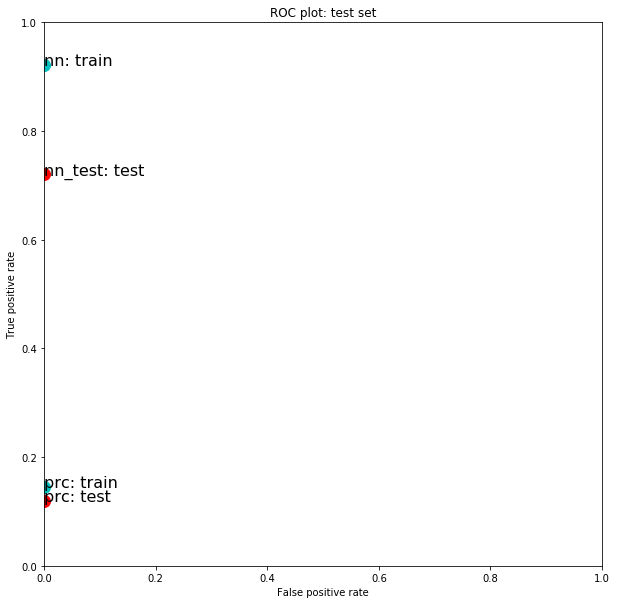 ROC plot: test set
1.0
nn: train
0.8
nn_test: test
0.6
True positive rate
0.4
0.2
prc: train
prc: test
0.0
0.0 0.2 0.4 0.6 0.8 1.0
False positive rate